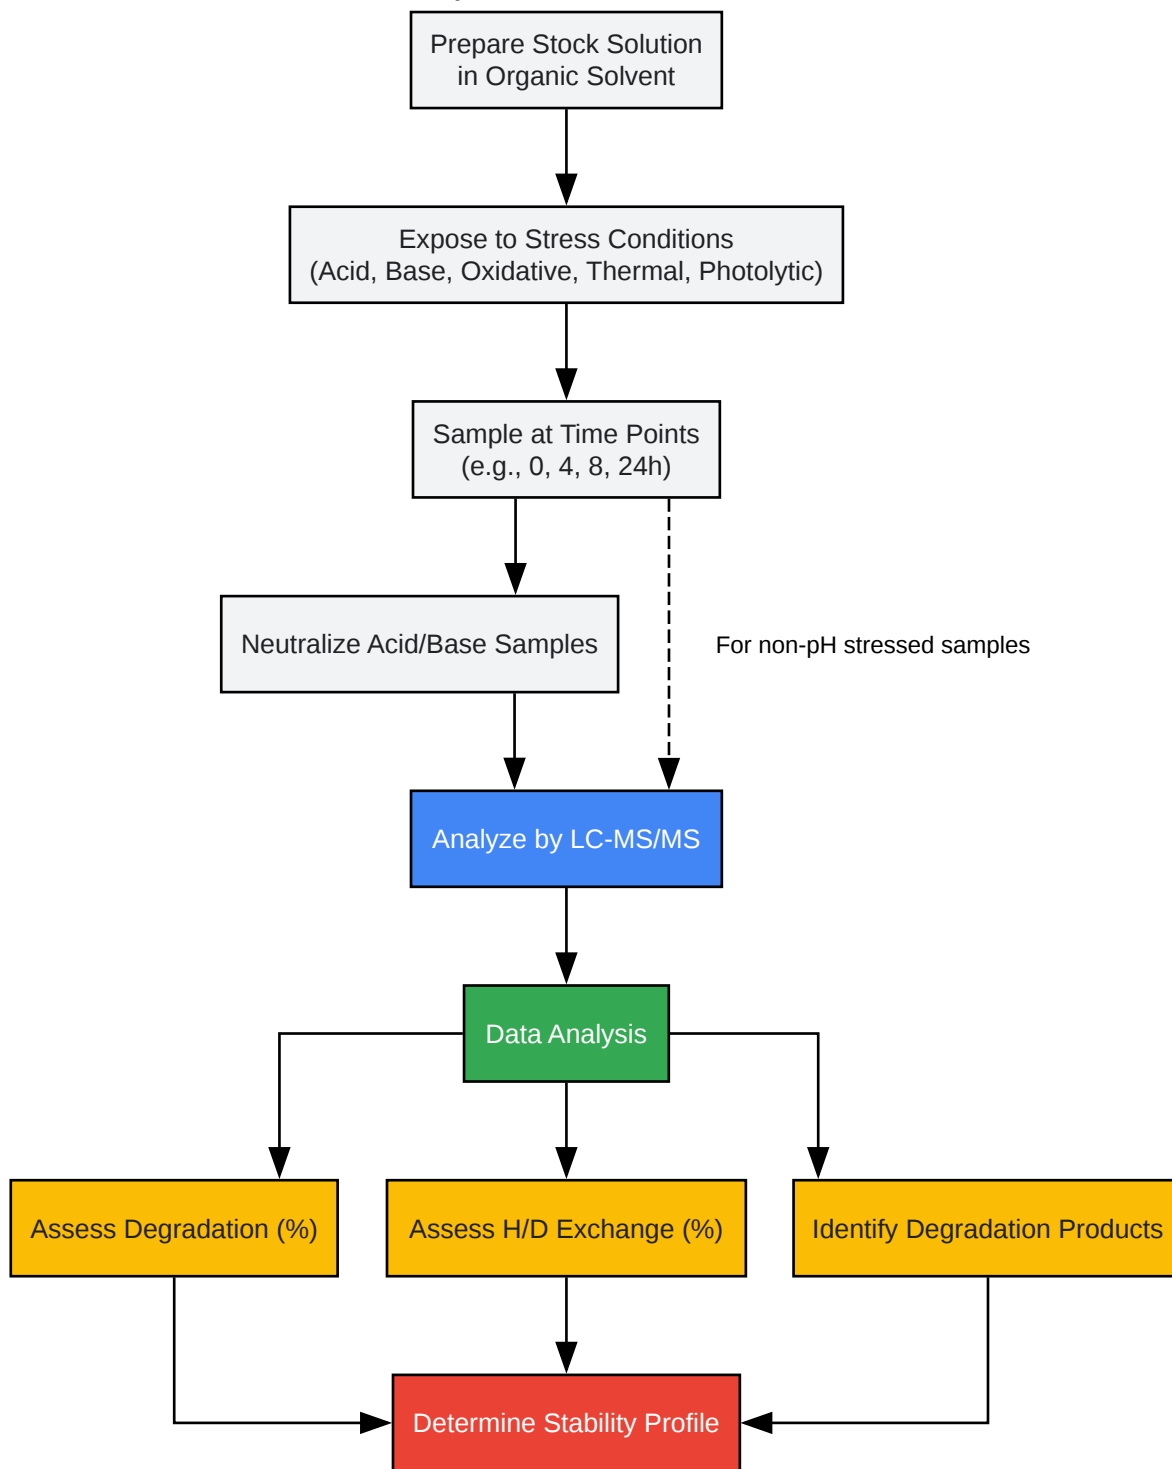 Prepare Stock Solution
in Organic Solvent
Expose to Stress Conditions
(Acid, Base, Oxidative, Thermal, Photolytic)
Sample at Time Points
(e.g., 0, 4, 8, 24h)
Neutralize Acid/Base Samples
For non-pH stressed samples
Analyze by LC-MS/MS
Data Analysis
Assess Degradation (%)
Assess H/D Exchange (%)
Identify Degradation Products
Determine Stability Profile